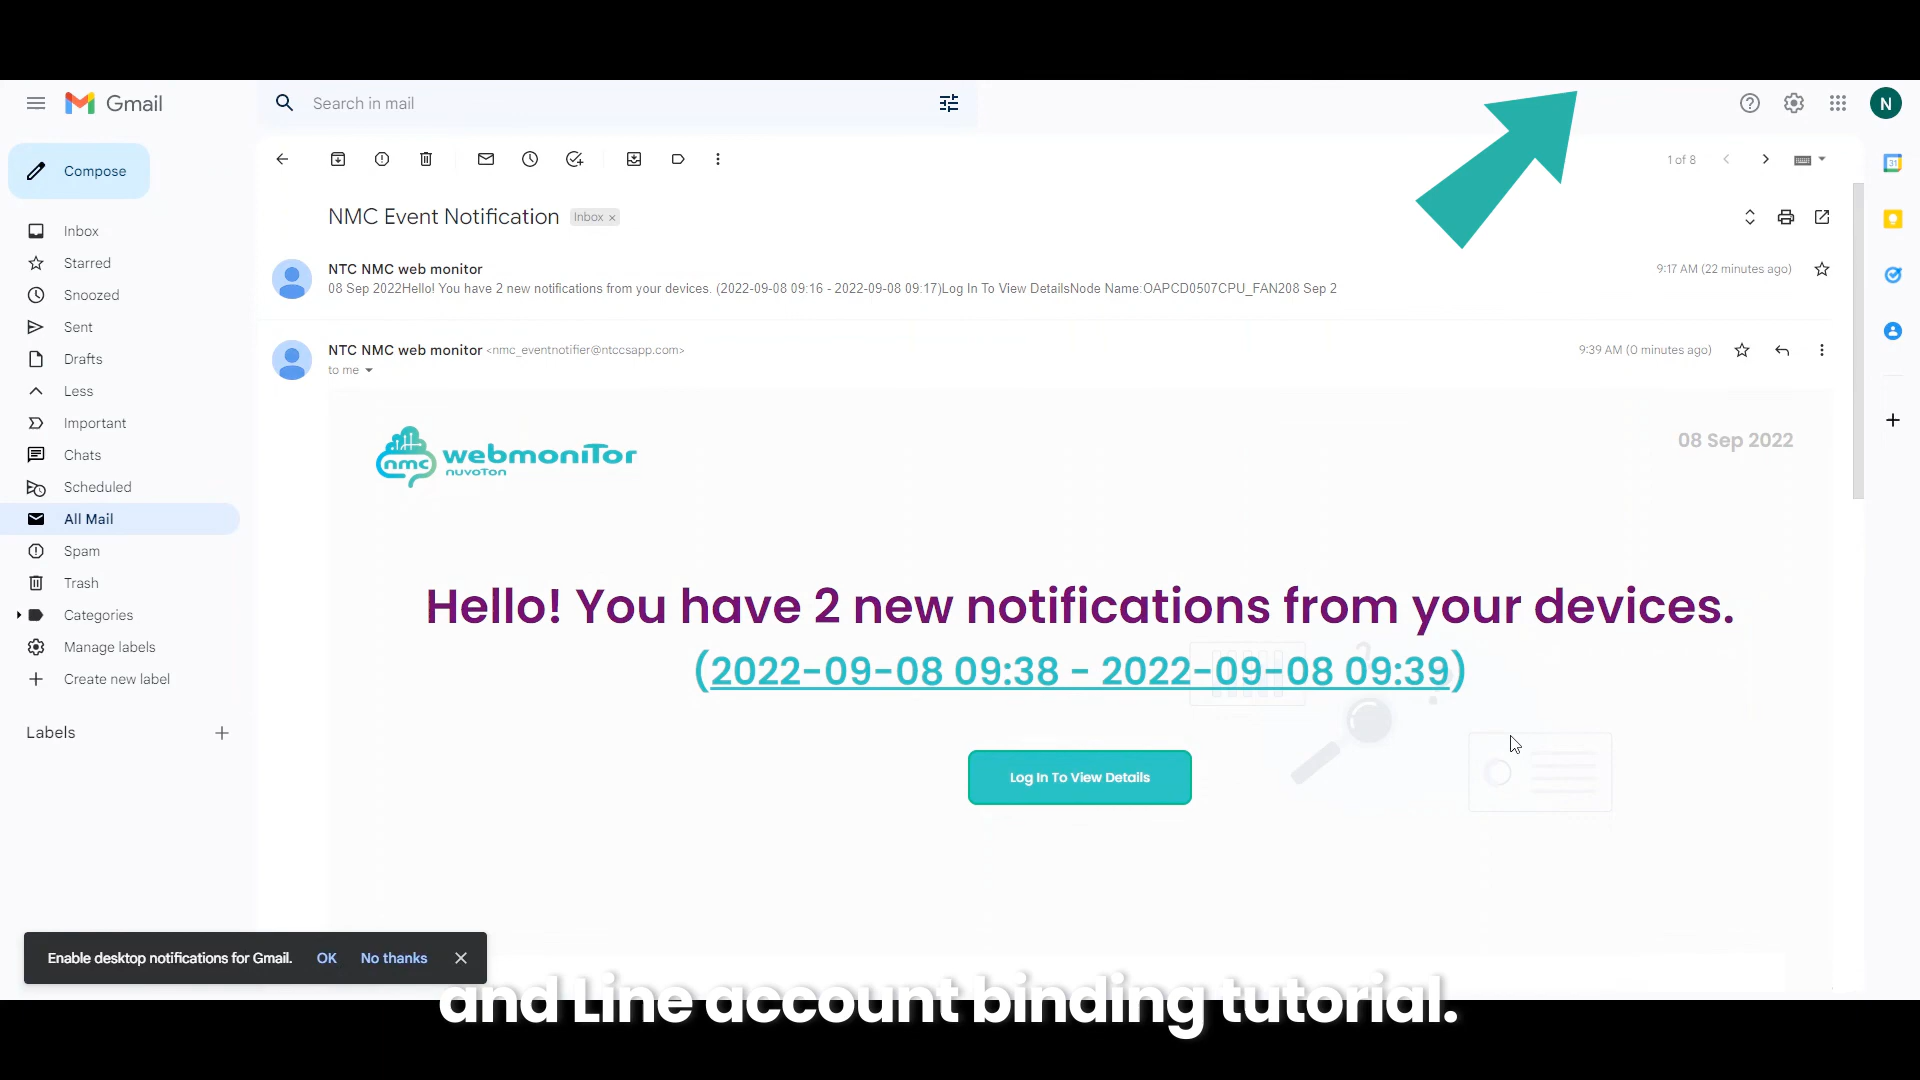 Gmail
Search in mail
N
Compose
1 of 8
31
Inbox
Starred
Snoozed
Sent
Drafts
Less
Important
Chats
Scheduled
All Mail
Spam
Trash
Categories
Manage labels
Create new label
Labels
NMC Event Notification
Inbox ×
NTC NMC web monitor
9:17 AM (22 minutes ago)
08 Sep 2022Hello! You have 2 new notifications from your devices. (2022-09-08 09:16 - 2022-09-08 09:17)Log In To View DetailsNode Name:OAPCD0507CPU_FAN208 Sep 2
NTC NMC web monitor <nmc_eventnotifier@ntccsapp.com>
9:39 AM (0 minutes ago)
to me
nmc webmoniTor
nuvoTon
08 Sep 2022
Hello! You have 2 new notifications from your devices.
(2022-09-08 09:38 - 2022-09-08 09:39)
Log In To View Details
Enable desktop notifications for Gmail. OK No thanks
and Line account binding tutorial.